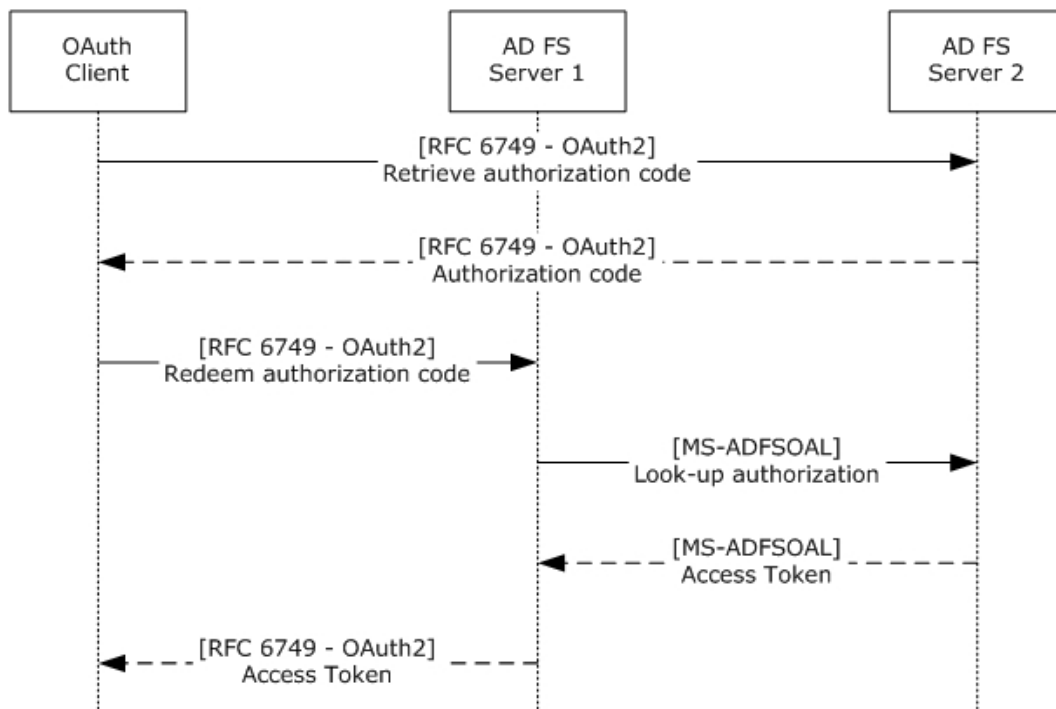 OAuth
Client
AD FS
Server 1
AD FS
Server 2
[RFC 6749 - OAuth2]
Retrieve authorization code
[RFC 6749 - OAuth2]
Authorization code
[RFC 6749 - OAuth2]
Redeem authorization code
[MS-ADFSOAL]
Look-up authorization
[MS-ADFSOAL]
Access Token
[RFC 6749 - OAuth2]
Access Token